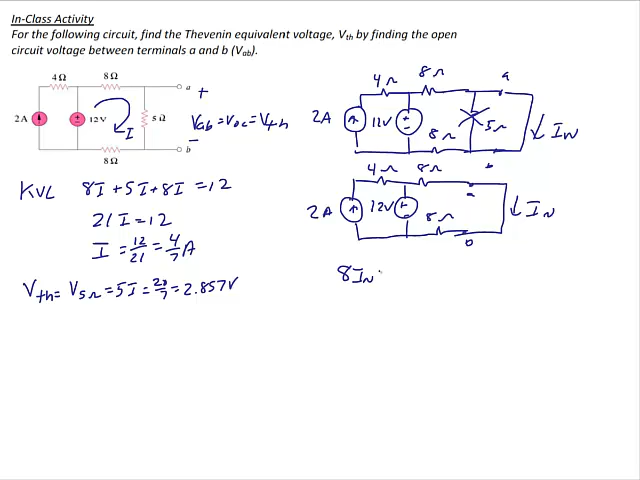 In-Class Activity
For the following circuit, find the Thevenin equivalent voltage, Vth by finding the open
circuit voltage between terminals a and b (Vab).
4 Ω 8 Ω a +
2 A 12 V 5 Ω I Vab = Voc = Vth
8 Ω b −
4Ω 8Ω a
2A 12V 8Ω 5Ω IN
b
KVL 8I + 5I + 8I = 12
21I = 12
I = 12/21 = 4/7 A
Vth = V5Ω = 5I = 20/7 = 2.857V
4Ω 8Ω a
2A 12V 8Ω IN
b
8IN